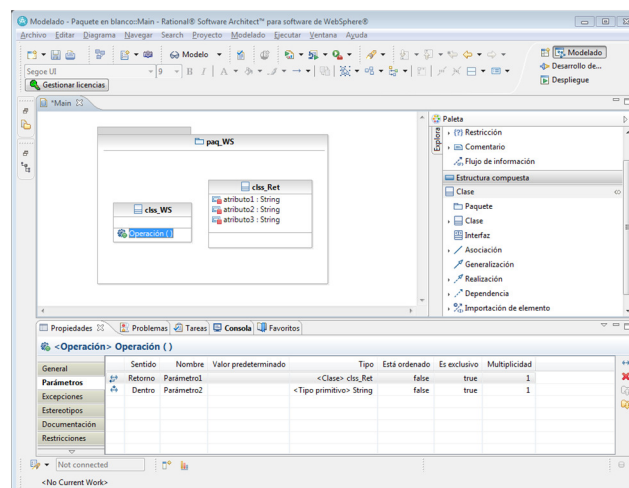 Modelado - Paquete en blanco::Main - Rational® Software Architect™ para software de WebSphere®
Archivo Editar Diagrama Navegar Search Proyecto Modelado Ejecutar Ventana Ayuda
Modelo
Modelado
Segoe UI 9 B I A
Desarrollo de...
Gestionar licencias
Despliegue
*Main
Paleta
Explora
(?) Restricción
Comentario
Flujo de información
Estructura compuesta
Clase
Paquete
Clase
Interfaz
Asociación
Generalización
Realización
Dependencia
Importación de elemento
paq_WS
clss_WS
Operación ( )
clss_Ret
atributo1 : String
atributo2 : String
atributo3 : String
Propiedades Problemas Tareas Consola Favoritos
<Operación> Operación ( )
General
Parámetros
Excepciones
Estereotipos
Documentación
Restricciones
Sentido Nombre Valor predeterminado Tipo Está ordenado Es exclusivo Multiplicidad
Retorno Parámetro1 <Clase> clss_Ret false true 1
Dentro Parámetro2 <Tipo primitivo> String false true 1
Not connected
<No Current Work>